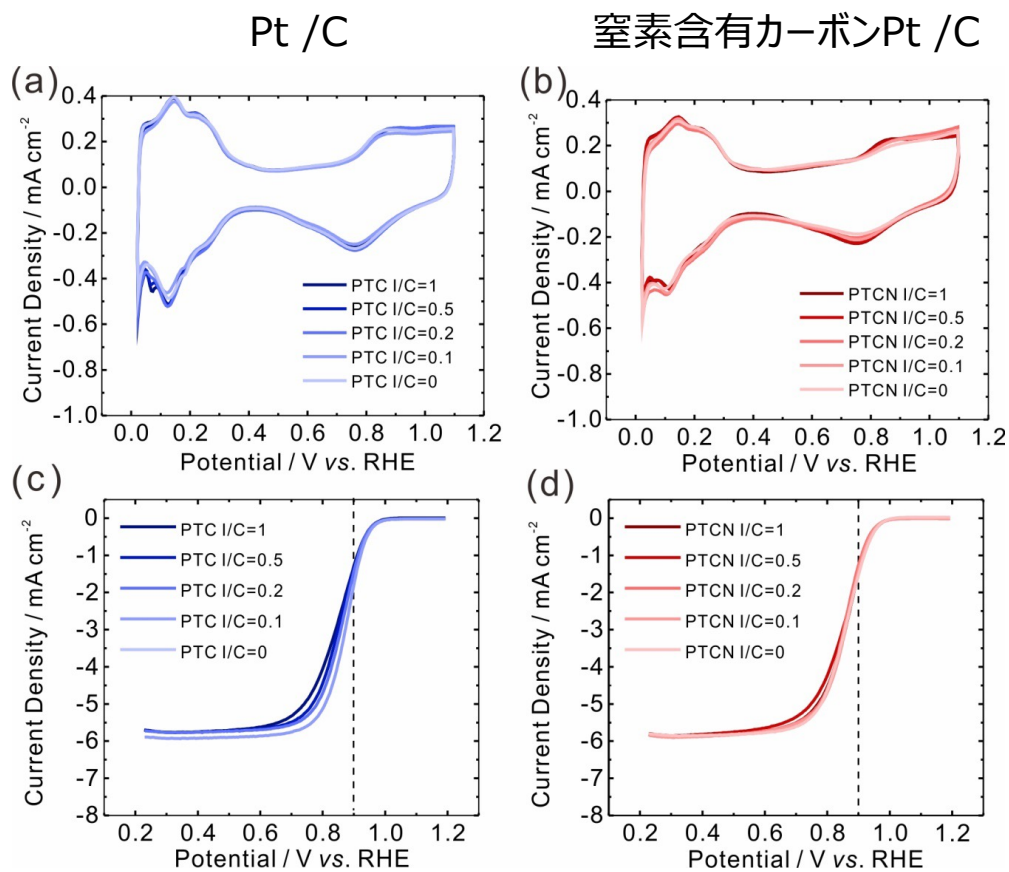 Pt /C
窒素含有カーボンPt /C
(a)
0.4
0.2
0.0
-0.2
-0.4
-0.6
-0.8
-1.0
Current Density / mA cm-2
PTC I/C=1
PTC I/C=0.5
PTC I/C=0.2
PTC I/C=0.1
PTC I/C=0
0.0 0.2 0.4 0.6 0.8 1.0 1.2
Potential / V vs. RHE
(b)
0.4
0.2
0.0
-0.2
-0.4
-0.6
-0.8
-1.0
Current Density / mA cm-2
PTCN I/C=1
PTCN I/C=0.5
PTCN I/C=0.2
PTCN I/C=0.1
PTCN I/C=0
0.0 0.2 0.4 0.6 0.8 1.0 1.2
Potential / V vs. RHE
(c)
0
-1
-2
-3
-4
-5
-6
-7
-8
Current Density / mA cm-2
PTC I/C=1
PTC I/C=0.5
PTC I/C=0.2
PTC I/C=0.1
PTC I/C=0
0.2 0.4 0.6 0.8 1.0 1.2
Potential / V vs. RHE
(d)
0
-1
-2
-3
-4
-5
-6
-7
-8
Current Density / mA cm-2
PTCN I/C=1
PTCN I/C=0.5
PTCN I/C=0.2
PTCN I/C=0.1
PTCN I/C=0
0.2 0.4 0.6 0.8 1.0 1.2
Potential / V vs. RHE